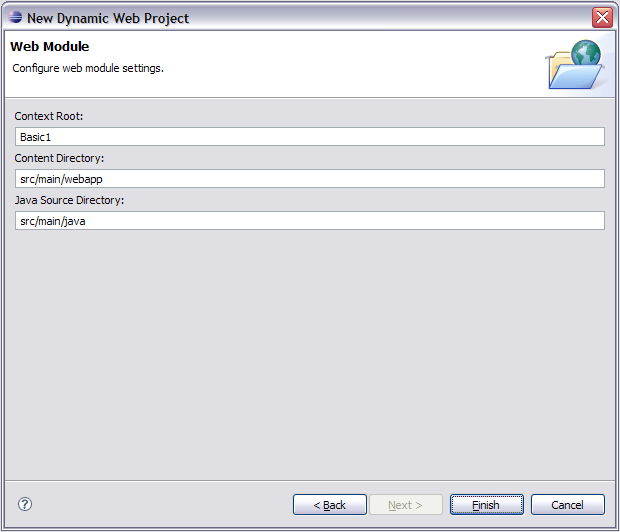 New Dynamic Web Project
Web Module
Configure web module settings.
Context Root:
Basic1
Content Directory:
src/main/webapp
Java Source Directory:
src/main/java
? < Back Next > Finish Cancel